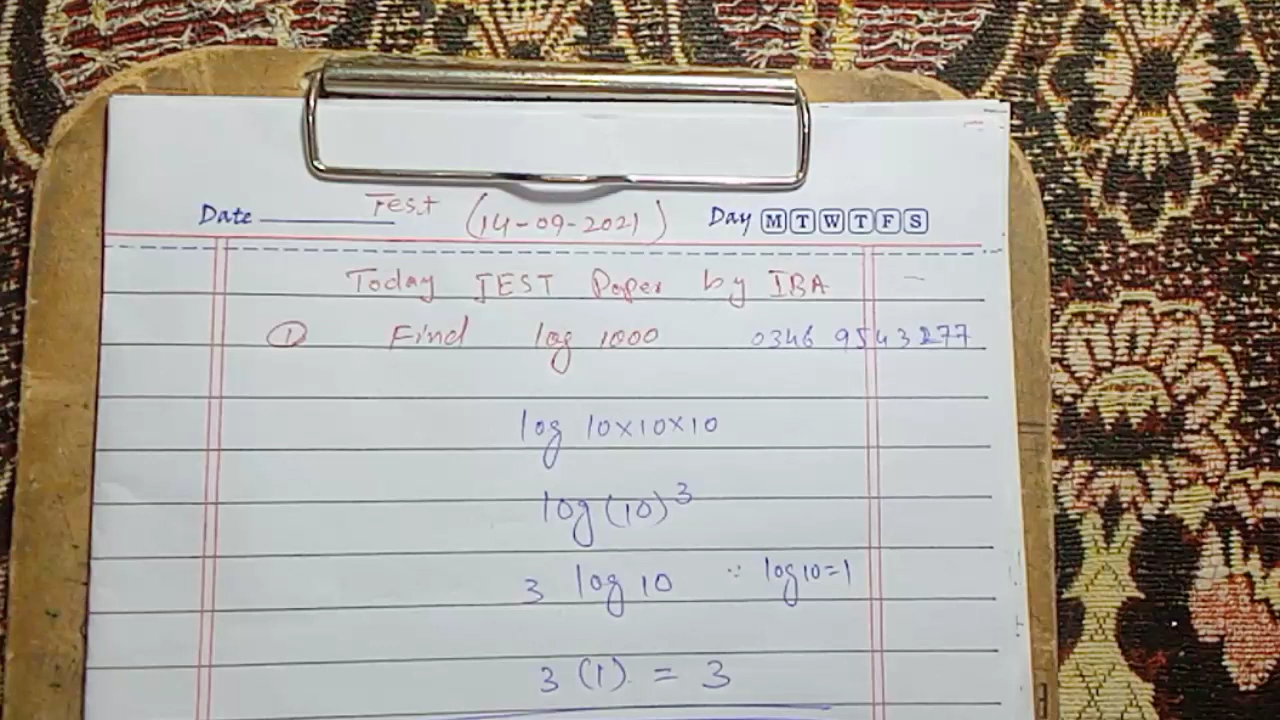 Date Test (14-09-2021) Day M T W T F S
Today TEST Paper by IBA
① Find log 1000 0346 9543277
log 10×10×10
log (10)³
3 log 10 ∵ log 10 = 1
3 (1) = 3